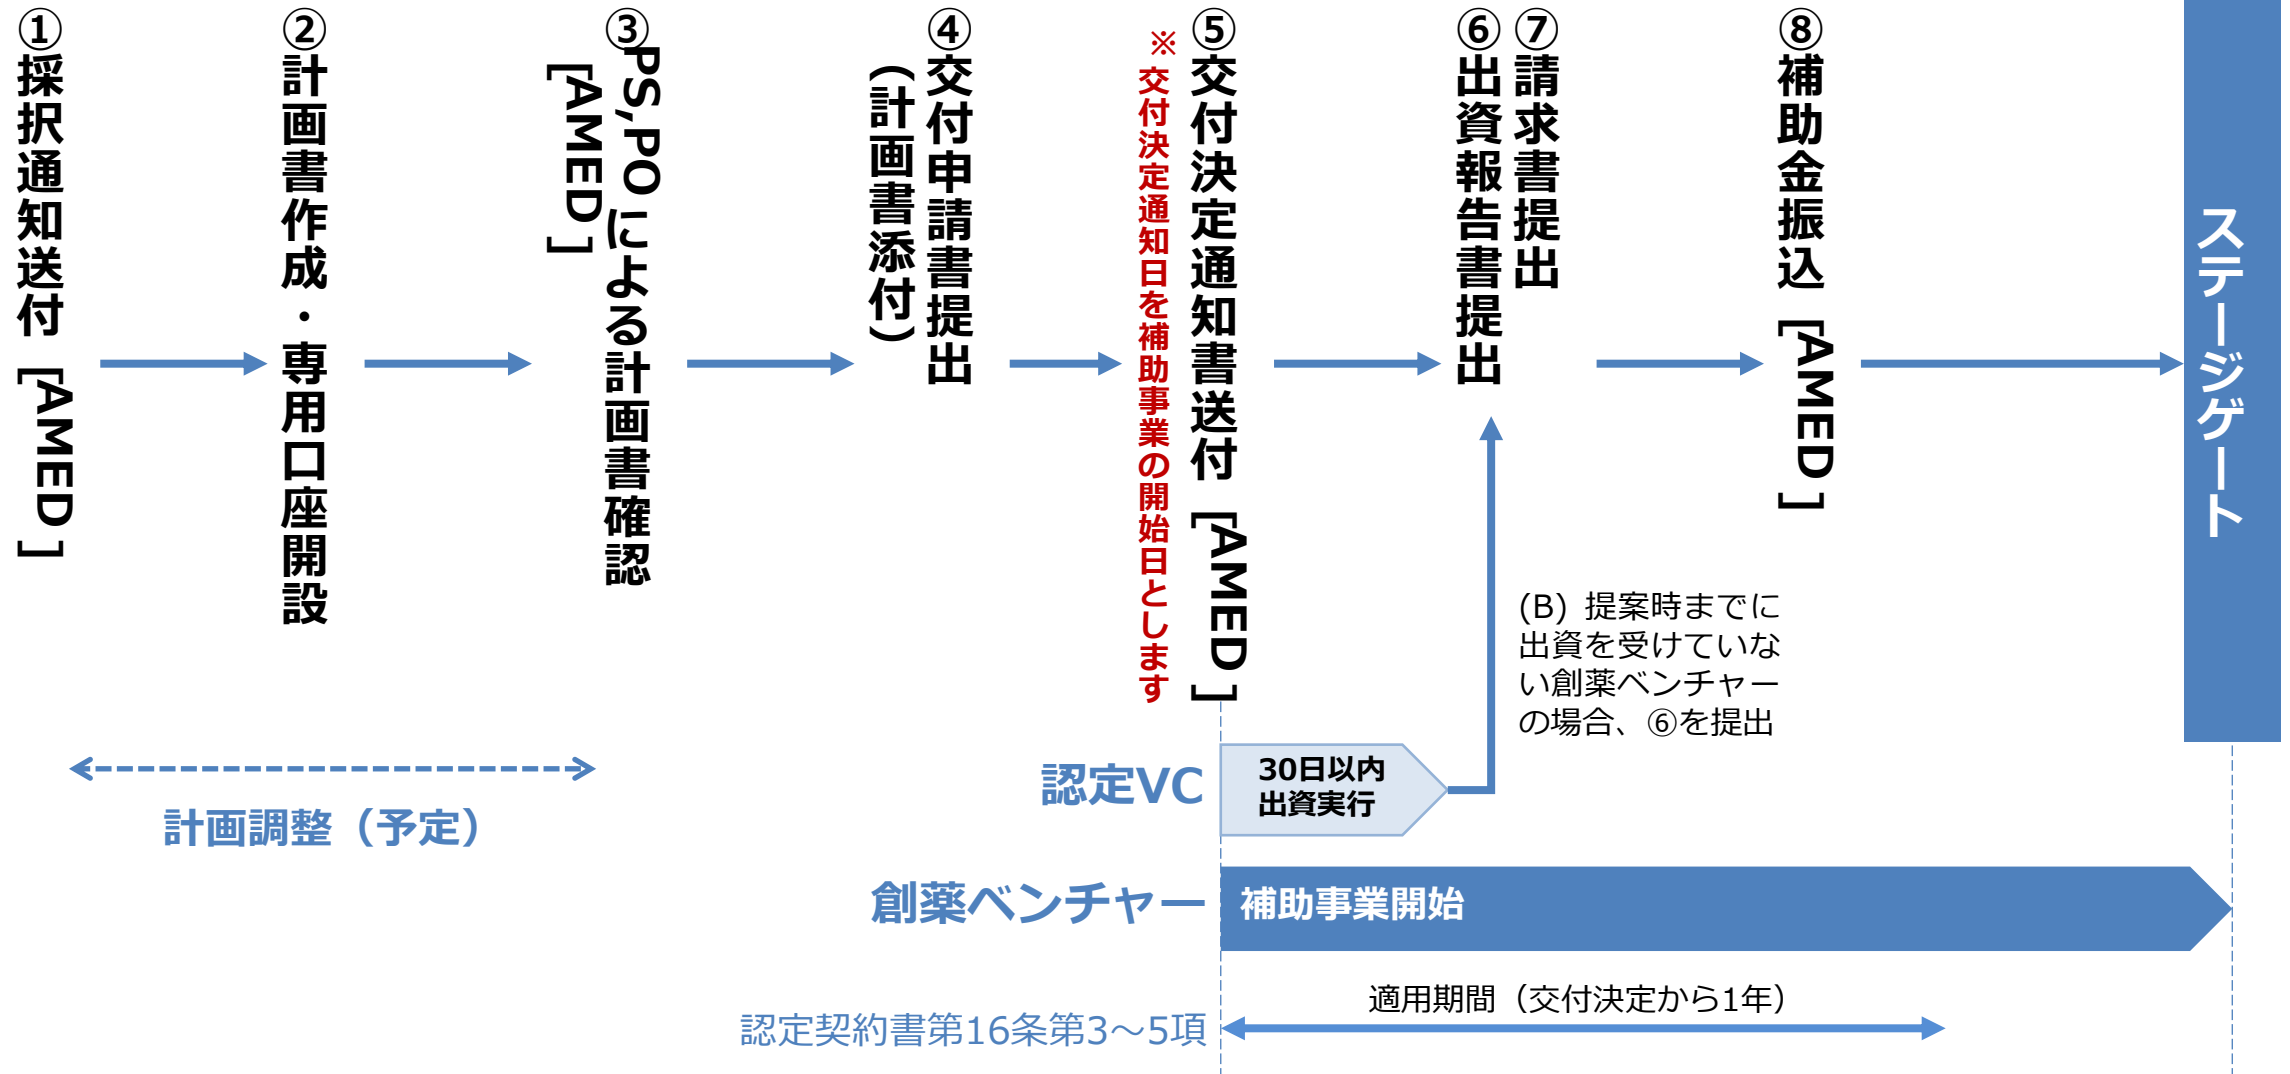 ①採択通知送付［AMED］
②計画書作成・専用口座開設
③PS,POによる計画書確認
［AMED］
④交付申請書提出
（計画書添付）
⑤交付決定通知書送付［AMED］
※交付決定通知日を補助事業の開始日とします
⑥出資報告書提出
⑦請求書提出
⑧補助金振込［AMED］
ステージゲート
(B) 提案時までに
出資を受けていな
い創薬ベンチャー
の場合、⑥を提出
計画調整（予定）
認定VC
30日以内
出資実行
創薬ベンチャー
補助事業開始
適用期間（交付決定から1年）
認定契約書第16条第3～5項